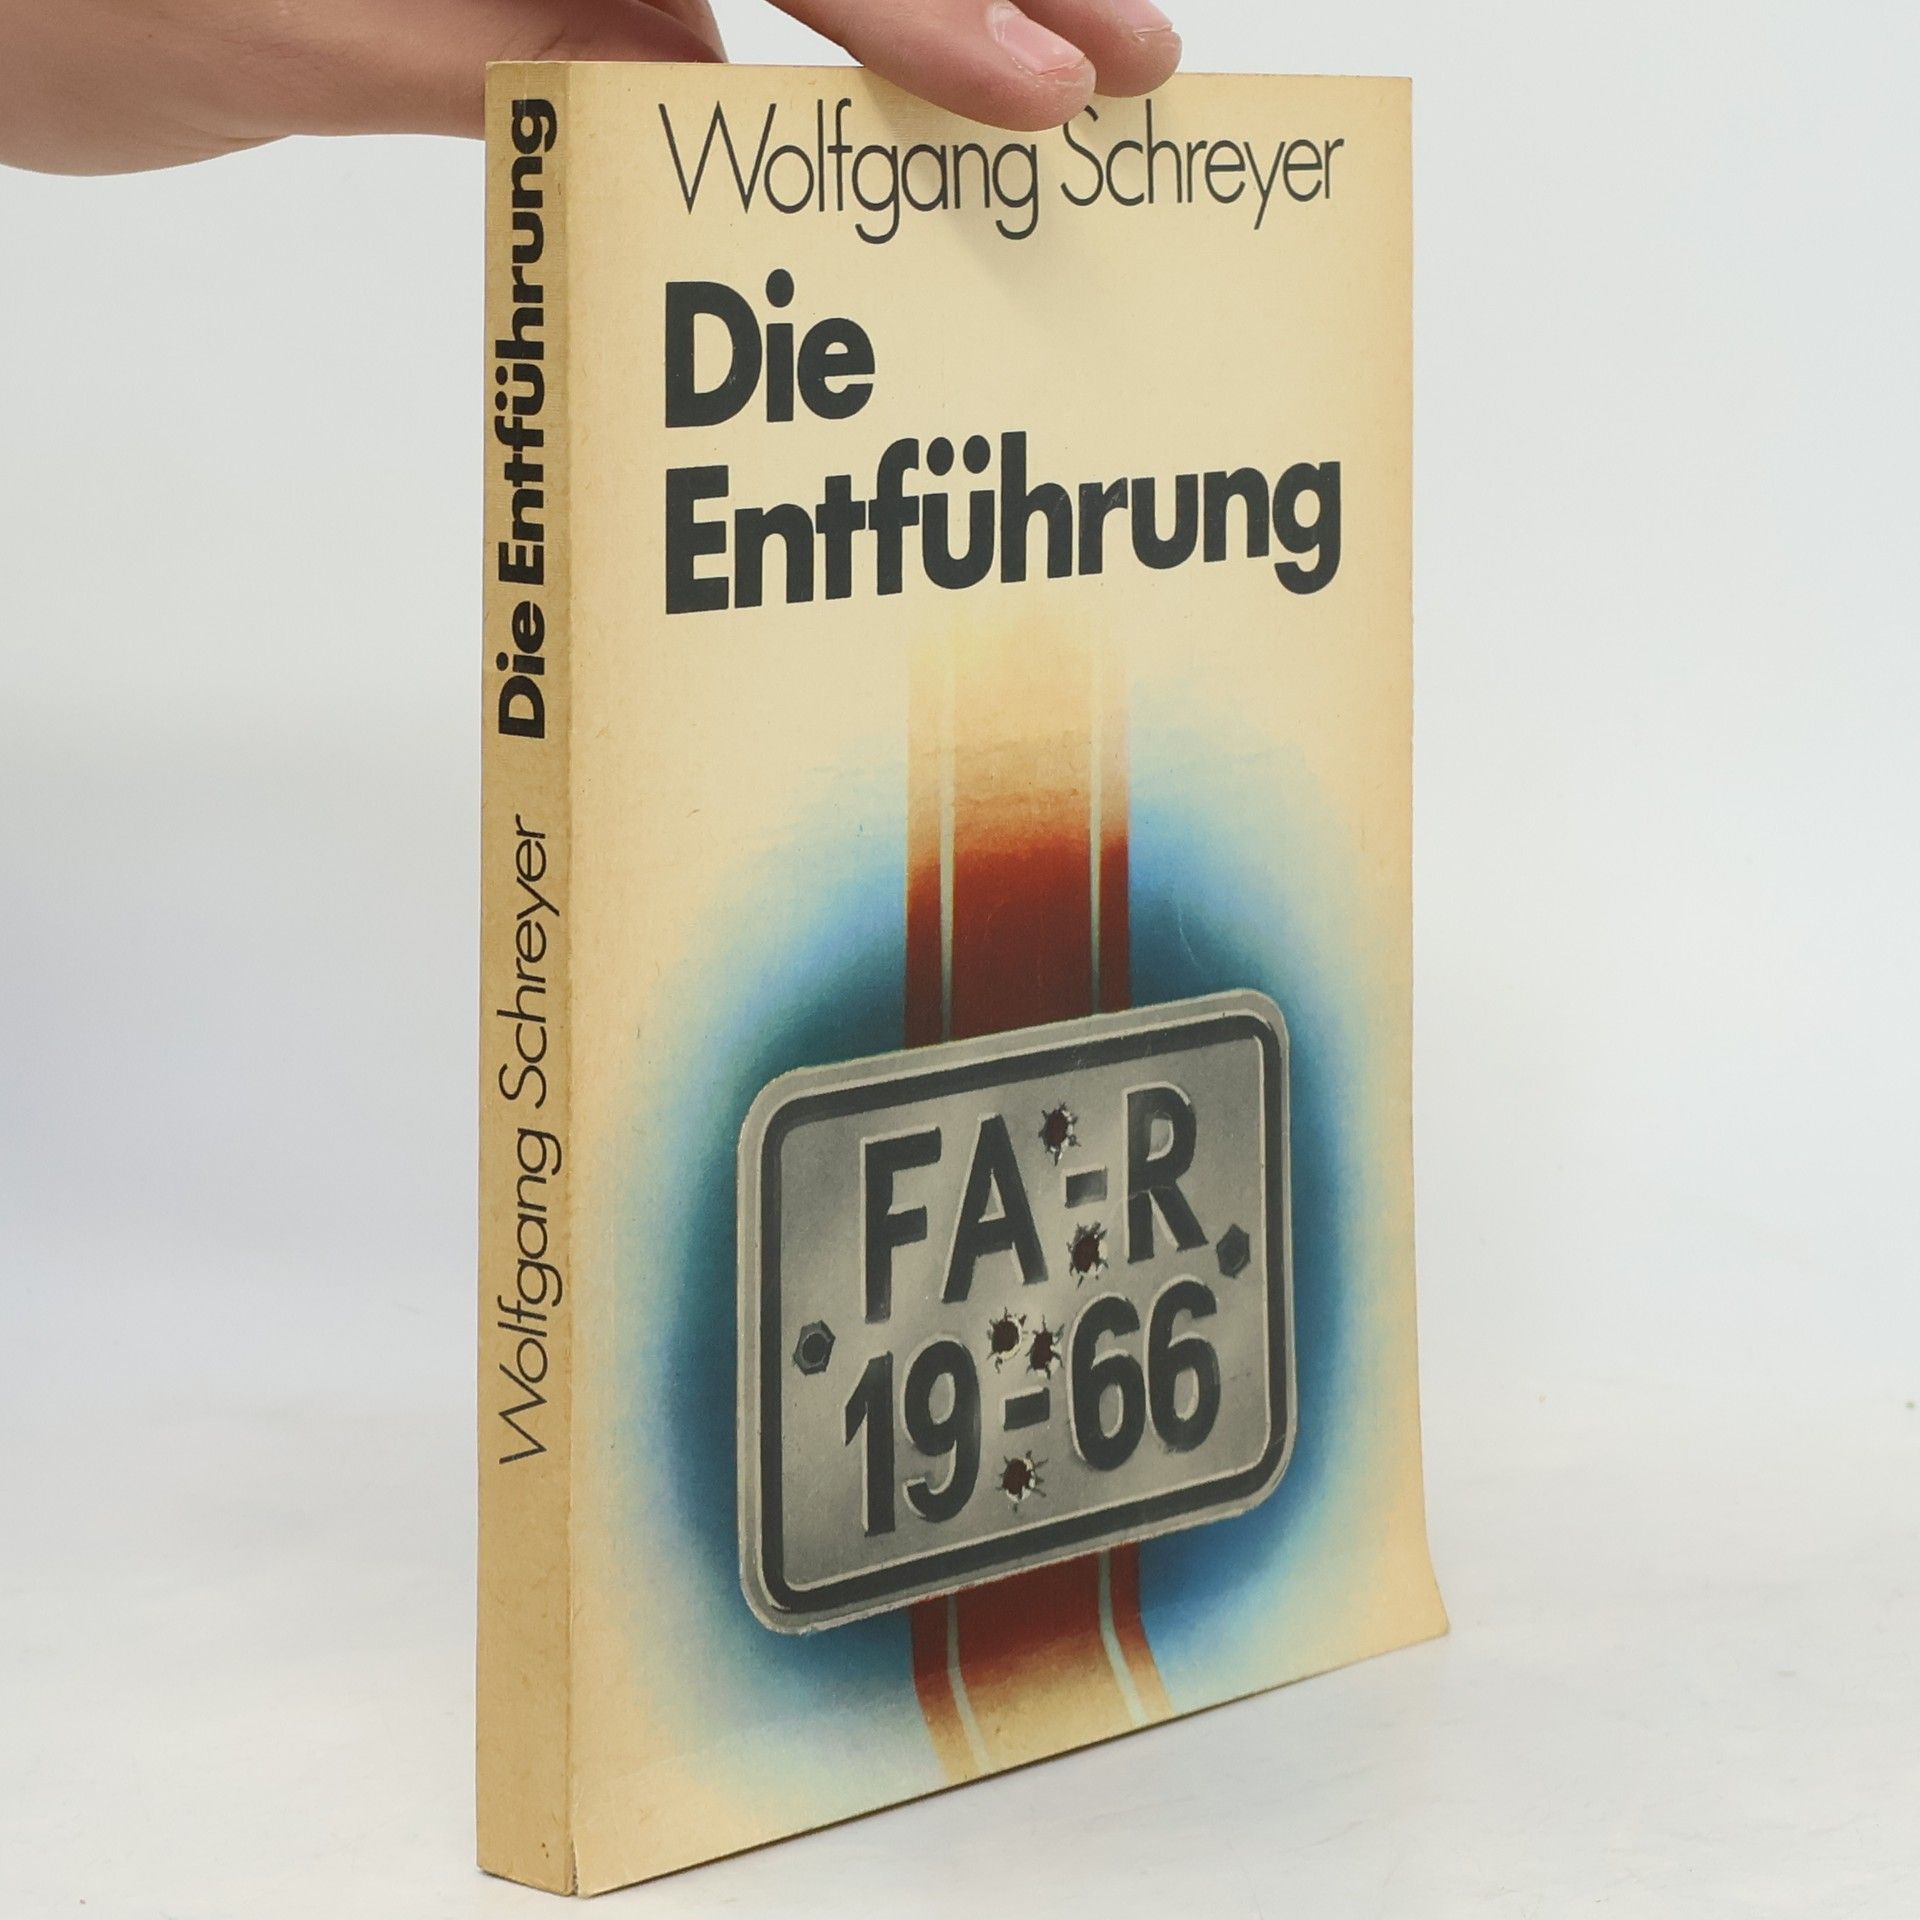 Wolfgang Schreyer
Die
Entführung
FA-R
19-66
Wolfgang Schreyer Die Entführung